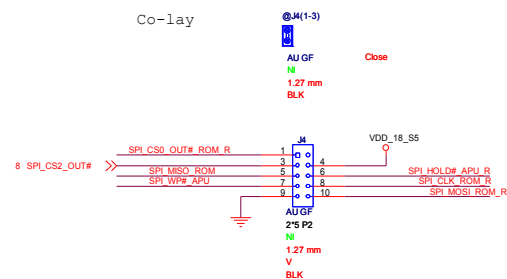 Co-lay
@J4(1-3)
AU GF
Close
NI
1.27 mm
BLK
J4
VDD_18_S5
SPI_CS0_OUT#_ROM_R
1
8 SPI_CS2_OUT#
3
4
SPI_MISO_ROM
5
6
SPI_HOLD#_APU_R
SPI_WP#_APU
7
8
SPI_CLK_ROM_R
9
10
SPI_MOSI_ROM_R
AU GF
2*5 P2
NI
1.27 mm
V
BLK